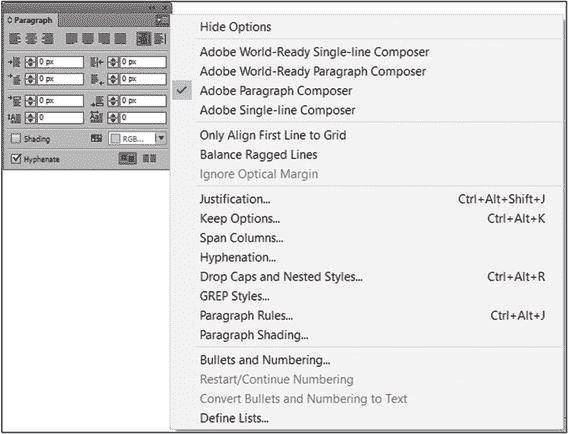 Paragraph
0 px
0 px
0 px
0 px
0 px
0 px
0
0
Shading
RGB...
Hyphenate
Hide Options
Adobe World-Ready Single-line Composer
Adobe World-Ready Paragraph Composer
Adobe Paragraph Composer
Adobe Single-line Composer
Only Align First Line to Grid
Balance Ragged Lines
Ignore Optical Margin
Justification... Ctrl+Alt+Shift+J
Keep Options... Ctrl+Alt+K
Span Columns...
Hyphenation...
Drop Caps and Nested Styles... Ctrl+Alt+R
GREP Styles...
Paragraph Rules... Ctrl+Alt+J
Paragraph Shading...
Bullets and Numbering...
Restart/Continue Numbering
Convert Bullets and Numbering to Text
Define Lists...